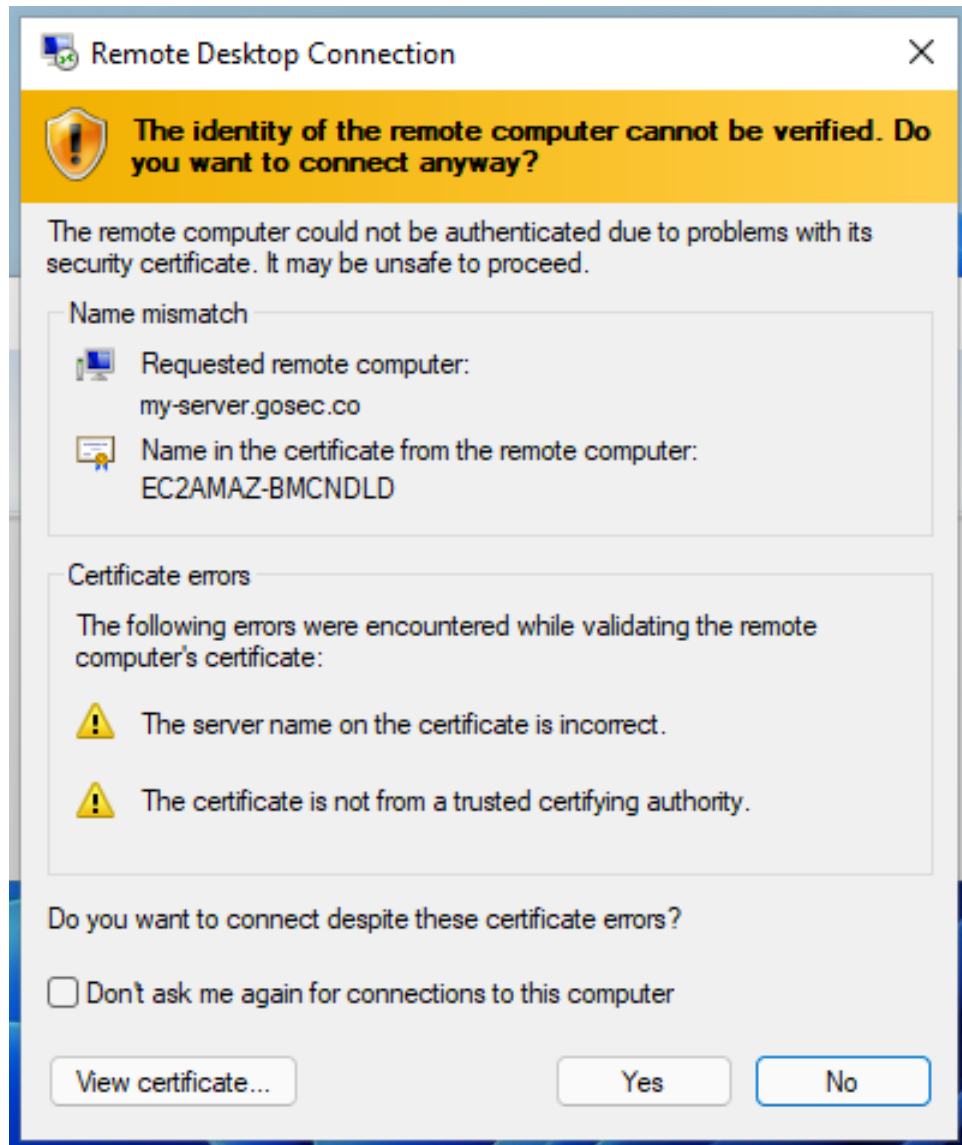 Remote Desktop Connection
The identity of the remote computer cannot be verified. Do
you want to connect anyway?
The remote computer could not be authenticated due to problems with its
security certificate. It may be unsafe to proceed.
Name mismatch
Requested remote computer:
my-server.gosec.co
Name in the certificate from the remote computer:
EC2AMAZ-BMCNDLD
Certificate errors
The following errors were encountered while validating the remote
computer's certificate:
The server name on the certificate is incorrect.
The certificate is not from a trusted certifying authority.
Do you want to connect despite these certificate errors?
Don't ask me again for connections to this computer
View certificate...
Yes
No